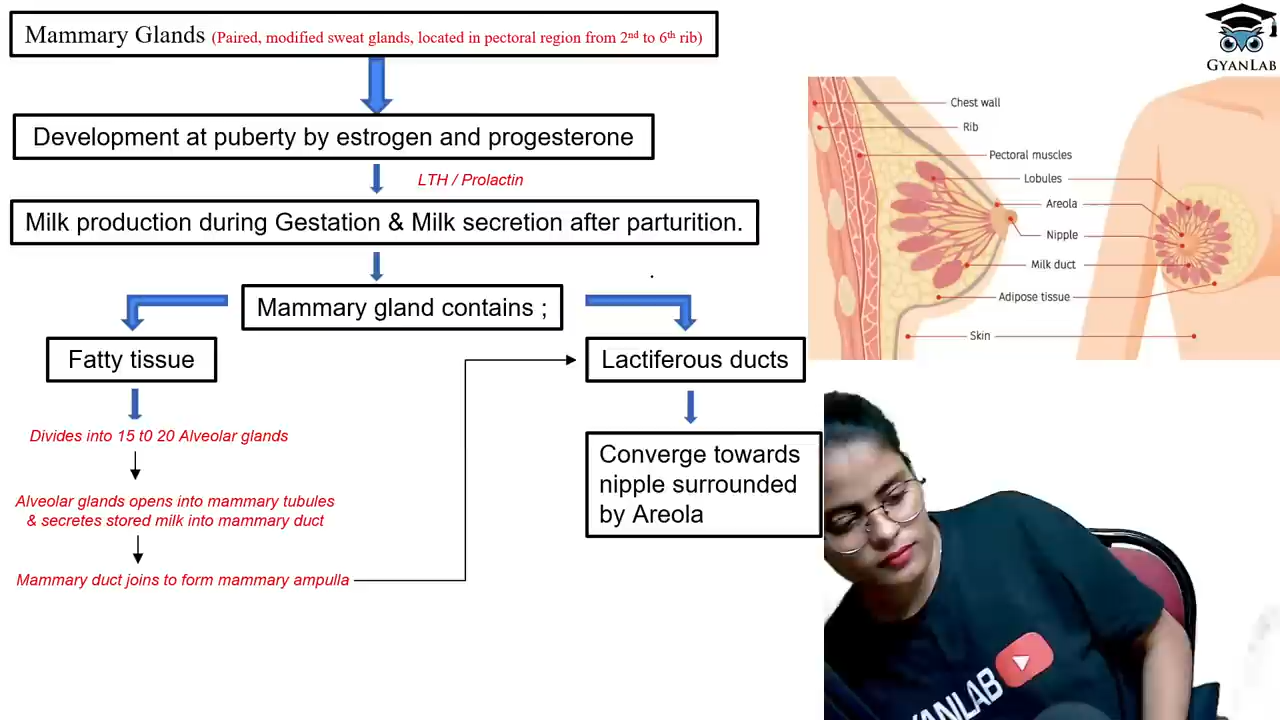 Mammary Glands (Paired, modified sweat glands, located in pectoral region from 2nd to 6th rib)
GYANLAB
Development at puberty by estrogen and progesterone
LTH / Prolactin
Milk production during Gestation & Milk secretion after parturition.
Mammary gland contains ;
Fatty tissue
Lactiferous ducts
Divides into 15 to 20 Alveolar glands
Alveolar glands opens into mammary tubules
& secretes stored milk into mammary duct
Mammary duct joins to form mammary ampulla
Converge towards
nipple surrounded
by Areola
Chest wall
Rib
Pectoral muscles
Lobules
Areola
Nipple
Milk duct
Adipose tissue
Skin
YANLAB